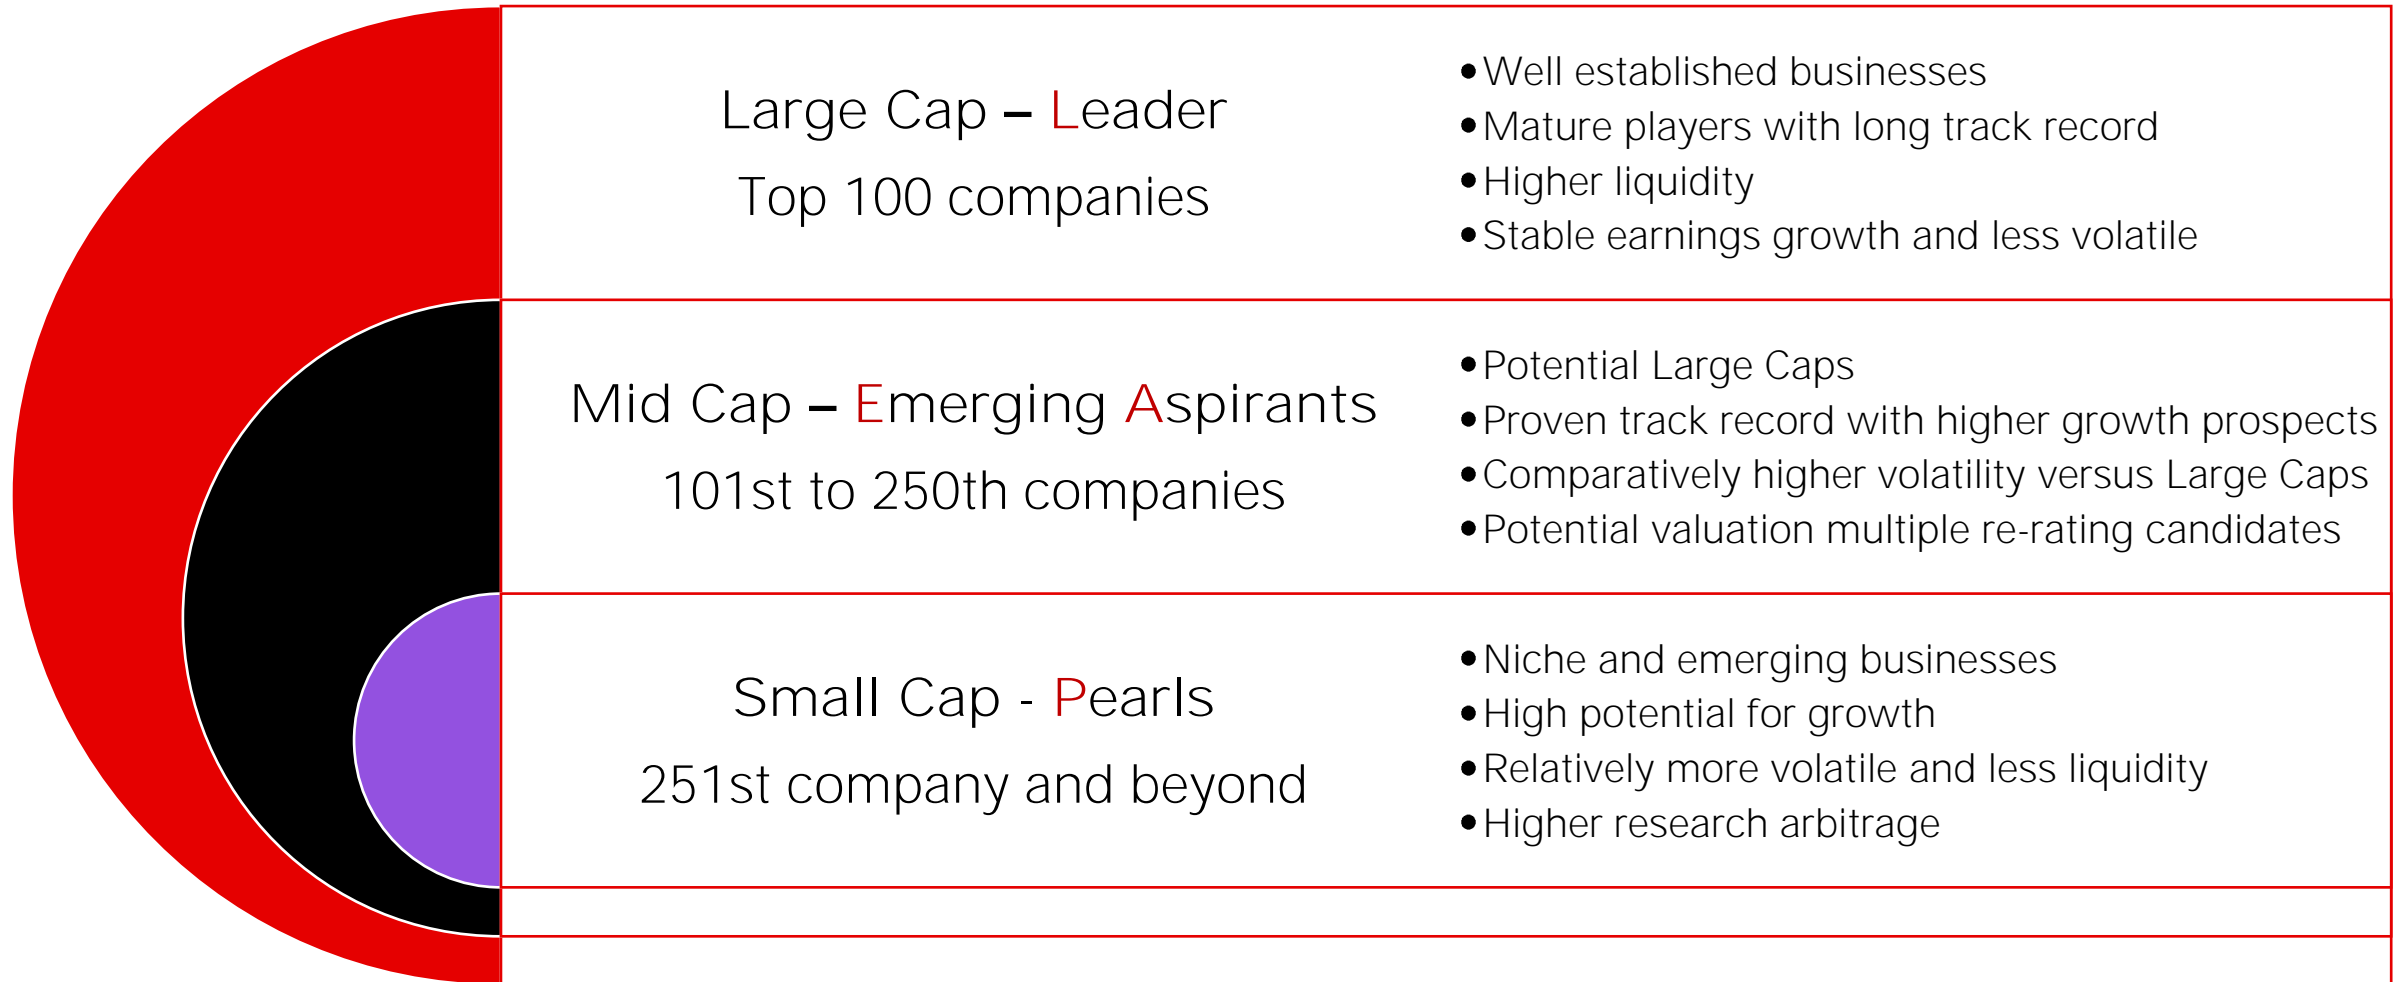 Large Cap – Leader
Top 100 companies
•Well established businesses
•Mature players with long track record
•Higher liquidity
•Stable earnings growth and less volatile
Mid Cap – Emerging Aspirants
101st to 250th companies
•Potential Large Caps
•Proven track record with higher growth prospects
•Comparatively higher volatility versus Large Caps
•Potential valuation multiple re-rating candidates
Small Cap - Pearls
251st company and beyond
•Niche and emerging businesses
•High potential for growth
•Relatively more volatile and less liquidity
•Higher research arbitrage